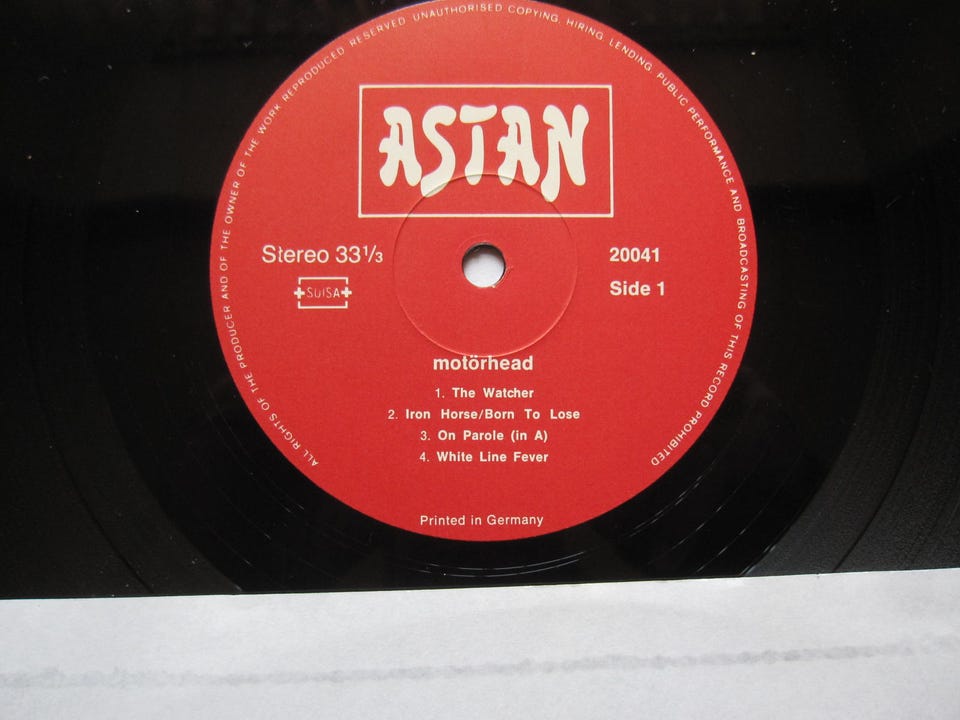 ALL RIGHTS OF THE PRODUCER AND OF THE OWNER OF THE WORK REPRODUCED RESERVED UNAUTHORISED COPYING, HIRING, LENDING, PUBLIC PERFORMANCE AND BROADCASTING OF THIS RECORD PROHIBITED
ASTAN
Stereo 33⅓
SUISA
20041
Side 1
motörhead
1. The Watcher
2. Iron Horse/Born To Lose
3. On Parole (in A)
4. White Line Fever
Printed in Germany